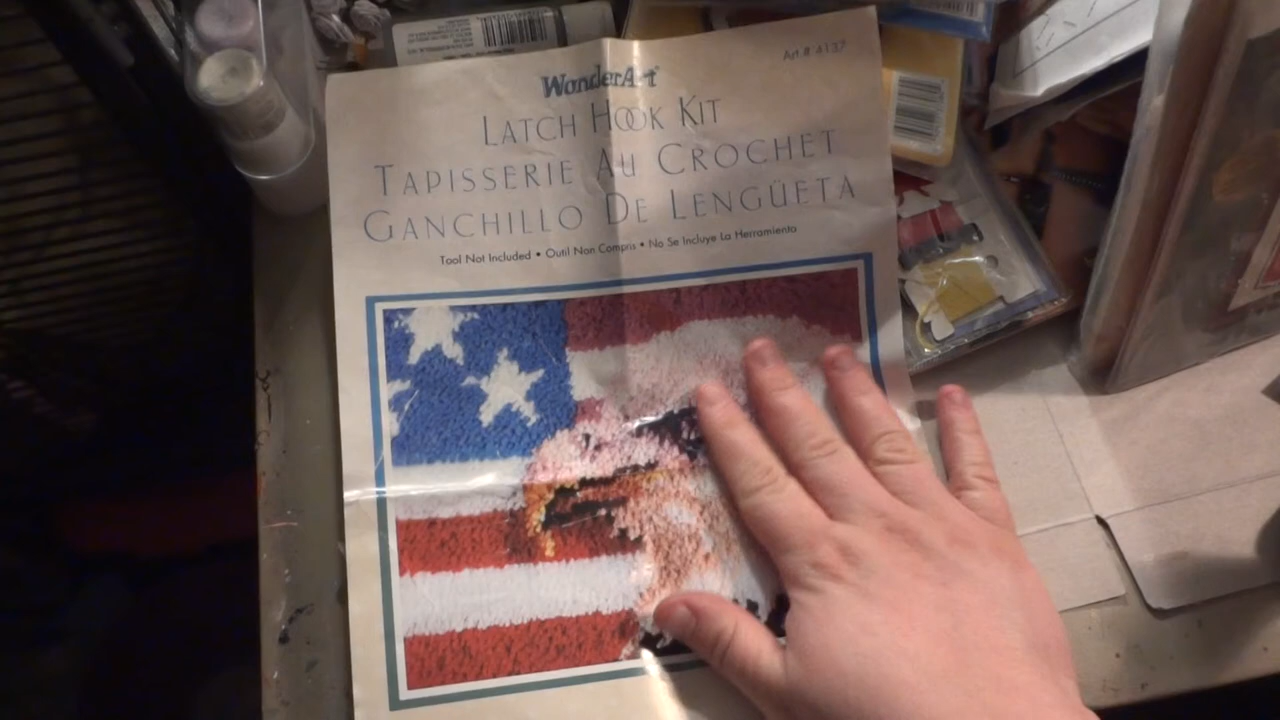 Art.# 4137
WonderArt
LATCH HOOK KIT
TAPISSERIE AU CROCHET
GANCHILLO DE LENGÜETA
Tool Not Included • Outil Non Compris • No Se Incluye La Herramienta